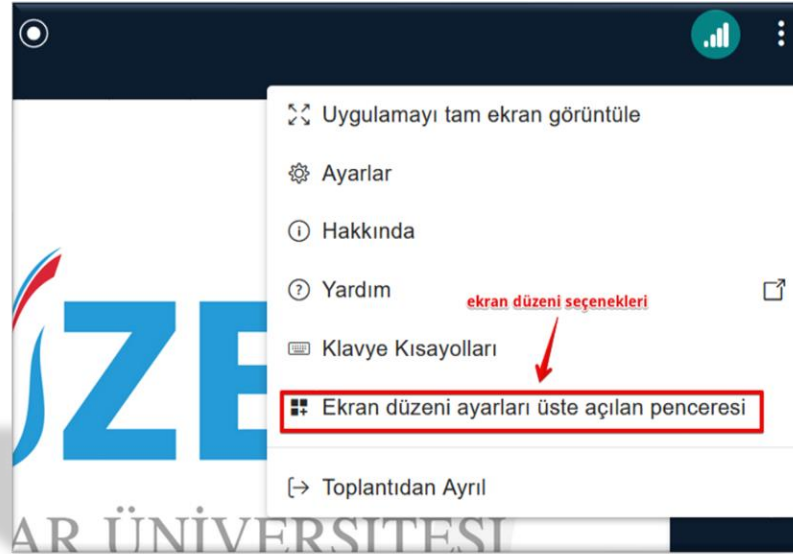 Uygulamayı tam ekran görüntüle
Ayarlar
Hakkında
Yardım
ekran düzeni seçenekleri
Klavye Kısayolları
Ekran düzeni ayarları üste açılan penceresi
Toplantıdan Ayrıl
ÜZE
AR ÜNİVERSİTESİ